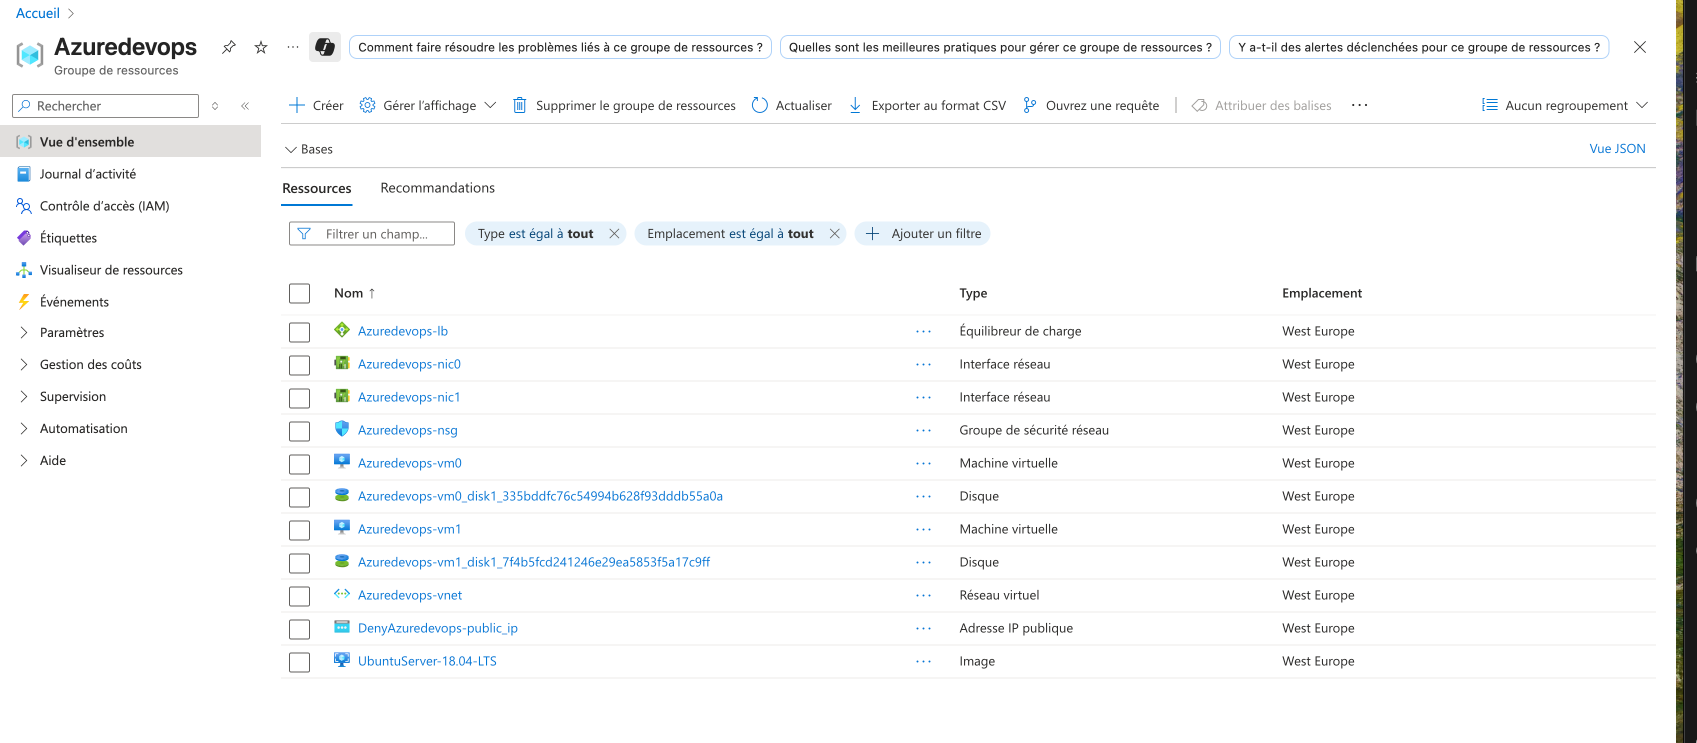 Accueil
Azuredevops
Groupe de ressources
Comment faire résoudre les problèmes liés à ce groupe de ressources ?
Quelles sont les meilleures pratiques pour gérer ce groupe de ressources ?
Y a-t-il des alertes déclenchées pour ce groupe de ressources ?
Rechercher
Vue d'ensemble
Journal d’activité
Contrôle d’accès (IAM)
Étiquettes
Visualiseur de ressources
Événements
Paramètres
Gestion des coûts
Supervision
Automatisation
Aide
Créer Gérer l’affichage Supprimer le groupe de ressources Actualiser Exporter au format CSV Ouvrez une requête Attribuer des balises Aucun regroupement
Bases Vue JSON
Ressources Recommandations
Filtrer un champ... Type est égal à tout Emplacement est égal à tout Ajouter un filtre
Nom ↑ Type Emplacement
Azuredevops-lb Équilibreur de charge West Europe
Azuredevops-nic0 Interface réseau West Europe
Azuredevops-nic1 Interface réseau West Europe
Azuredevops-nsg Groupe de sécurité réseau West Europe
Azuredevops-vm0 Machine virtuelle West Europe
Azuredevops-vm0_disk1_335bddfc76c54994b628f93dddb55a0a Disque West Europe
Azuredevops-vm1 Machine virtuelle West Europe
Azuredevops-vm1_disk1_7f4b5fcd241246e29ea5853f5a17c9ff Disque West Europe
Azuredevops-vnet Réseau virtuel West Europe
DenyAzuredevops-public_ip Adresse IP publique West Europe
UbuntuServer-18.04-LTS Image West Europe